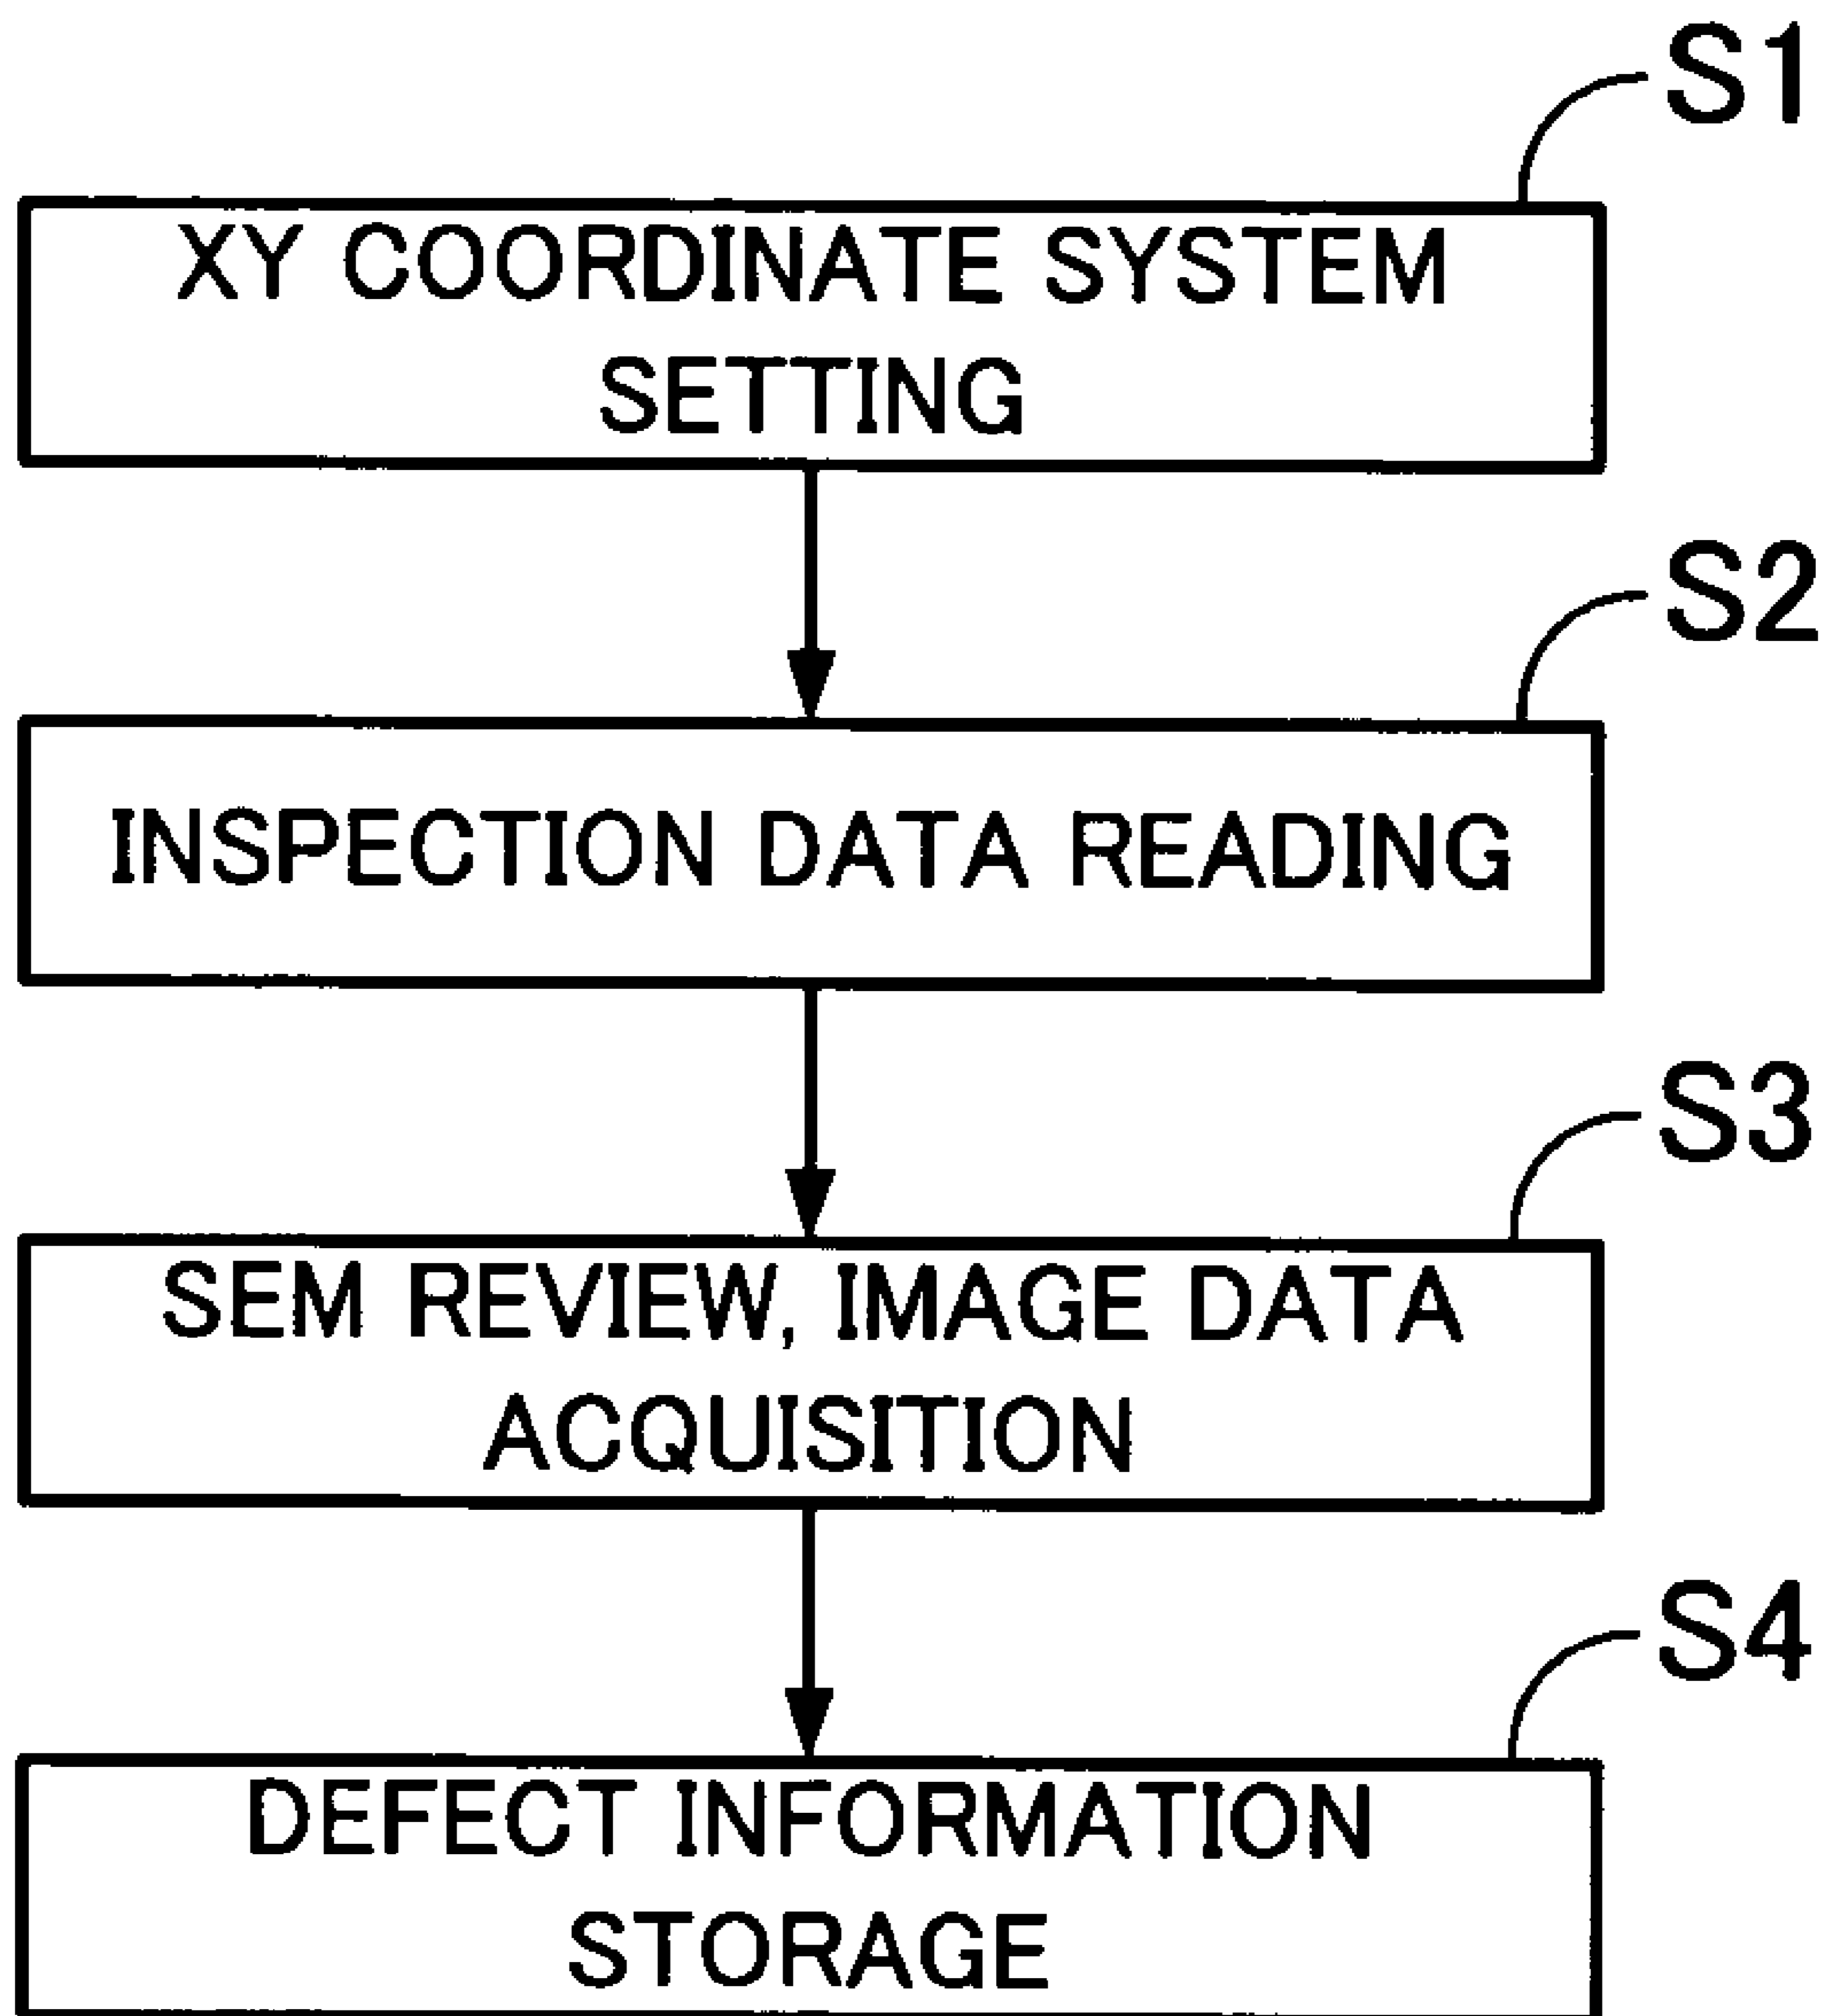 S1
XY COORDINATE SYSTEM
SETTING
S2
INSPECTION DATA READING
S3
SEM REVIEW, IMAGE DATA
ACQUISITION
S4
DEFECT INFORMATION
STORAGE